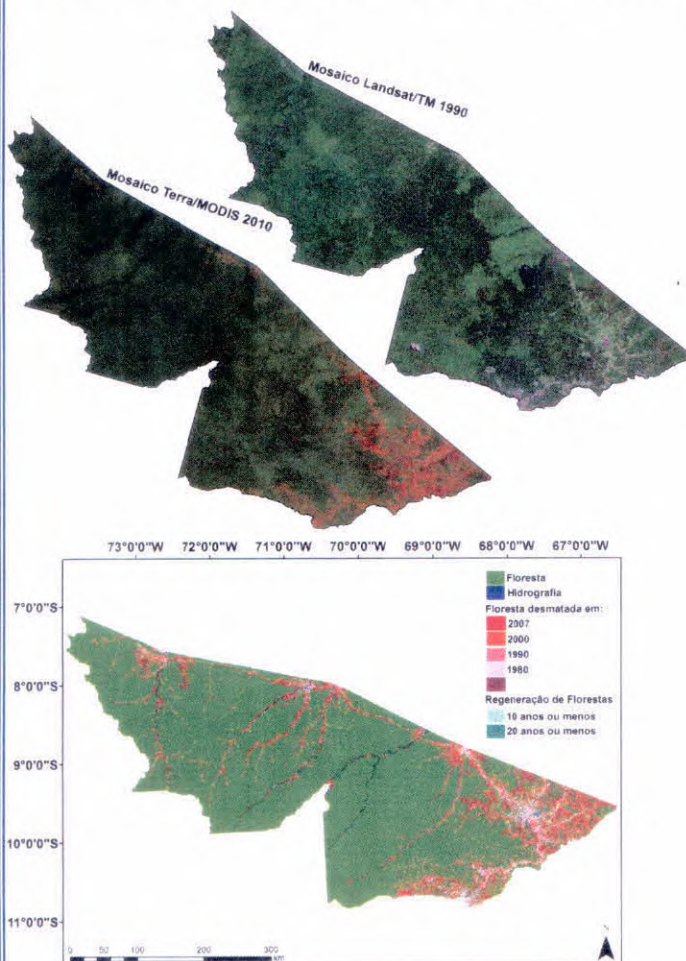 Mosaico Landsat/TM 1990
Mosaico Terra/MODIS 2010
73°0'0"W 72°0'0"W 71°0'0"W 70°0'0"W 69°0'0"W 68°0'0"W 67°0'0"W
7°0'0"S
8°0'0"S
9°0'0"S
10°0'0"S
11°0'0"S
Floresta
Hidrografia
Floresta desmatada em:
2007
2000
1990
1980
Regeneração de Florestas
10 anos ou menos
20 anos ou menos
0 50 100 200 300
km
N